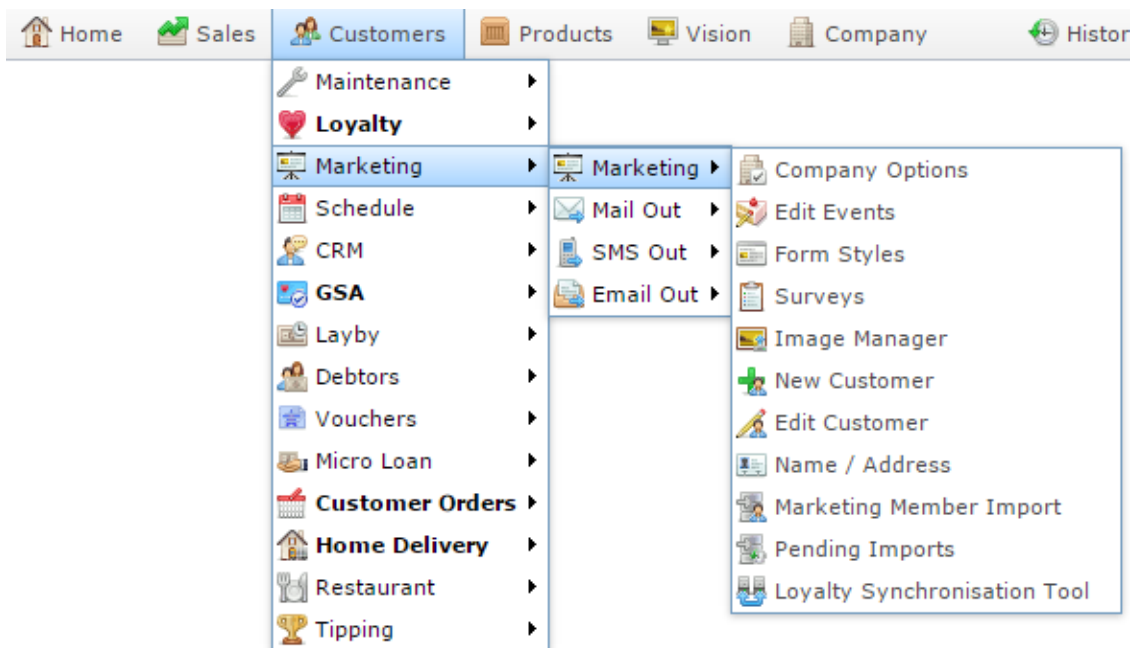 Home Sales Customers Products Vision Company Histor
Maintenance
Loyalty
Marketing
Schedule
CRM
GSA
Layby
Debtors
Vouchers
Micro Loan
Customer Orders
Home Delivery
Restaurant
Tipping
Marketing
Mail Out
SMS Out
Email Out
Company Options
Edit Events
Form Styles
Surveys
Image Manager
New Customer
Edit Customer
Name / Address
Marketing Member Import
Pending Imports
Loyalty Synchronisation Tool